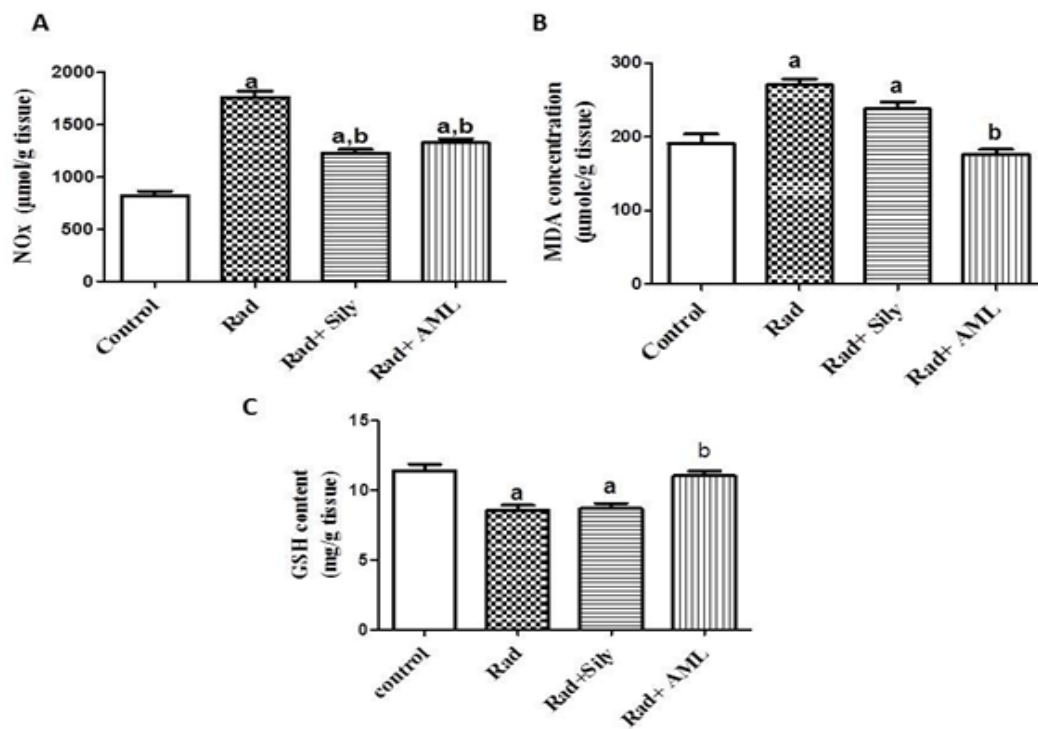 A
NOx (µmol/g tissue)
2000
1500
1000
500
0
a
a,b
a,b
Control
Rad
Rad+ Sily
Rad+ AML
B
MDA concentration
(µmole/g tissue)
300
200
100
0
a
a
b
Control
Rad
Rad+ Sily
Rad+ AML
C
GSH content
(mg/g tissue)
15
10
5
0
a
a
b
control
Rad
Rad+Sily
Rad+ AML